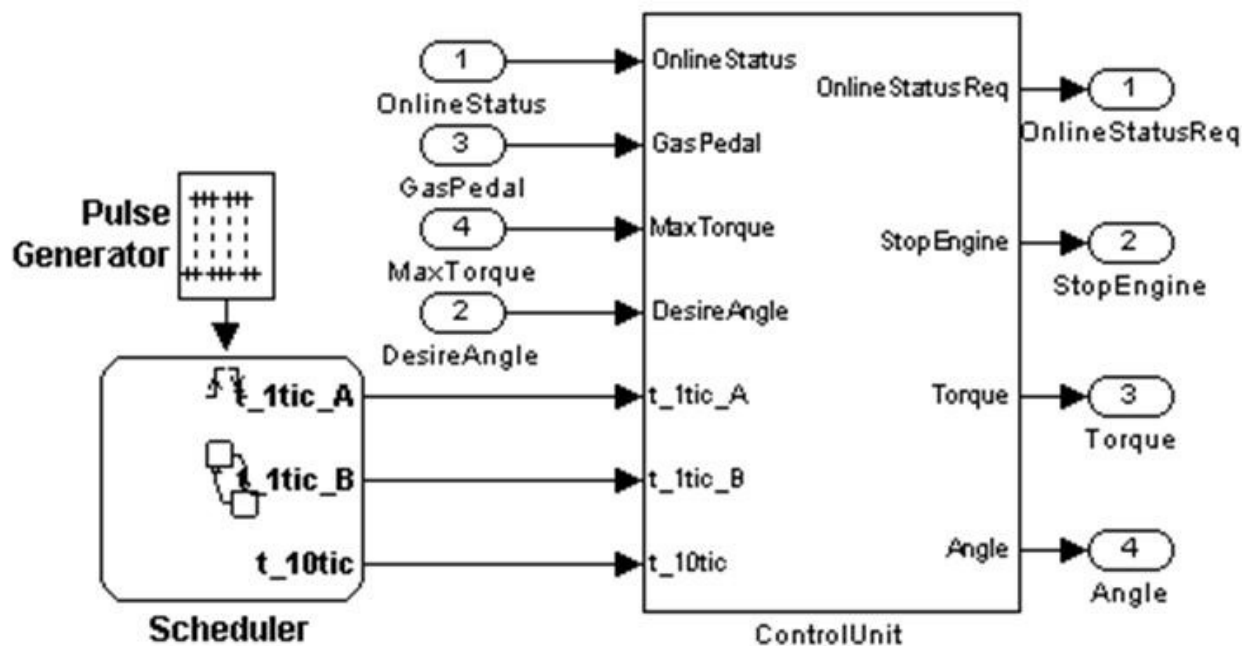 1
OnlineStatus
3
GasPedal
4
MaxTorque
2
DesireAngle
Pulse
Generator
t_1tic_A
t_1tic_B
t_10tic
Scheduler
OnlineStatus
GasPedal
MaxTorque
DesireAngle
t_1tic_A
t_1tic_B
t_10tic
OnlineStatusReq
StopEngine
Torque
Angle
ControlUnit
1
OnlineStatusReq
2
StopEngine
3
Torque
4
Angle